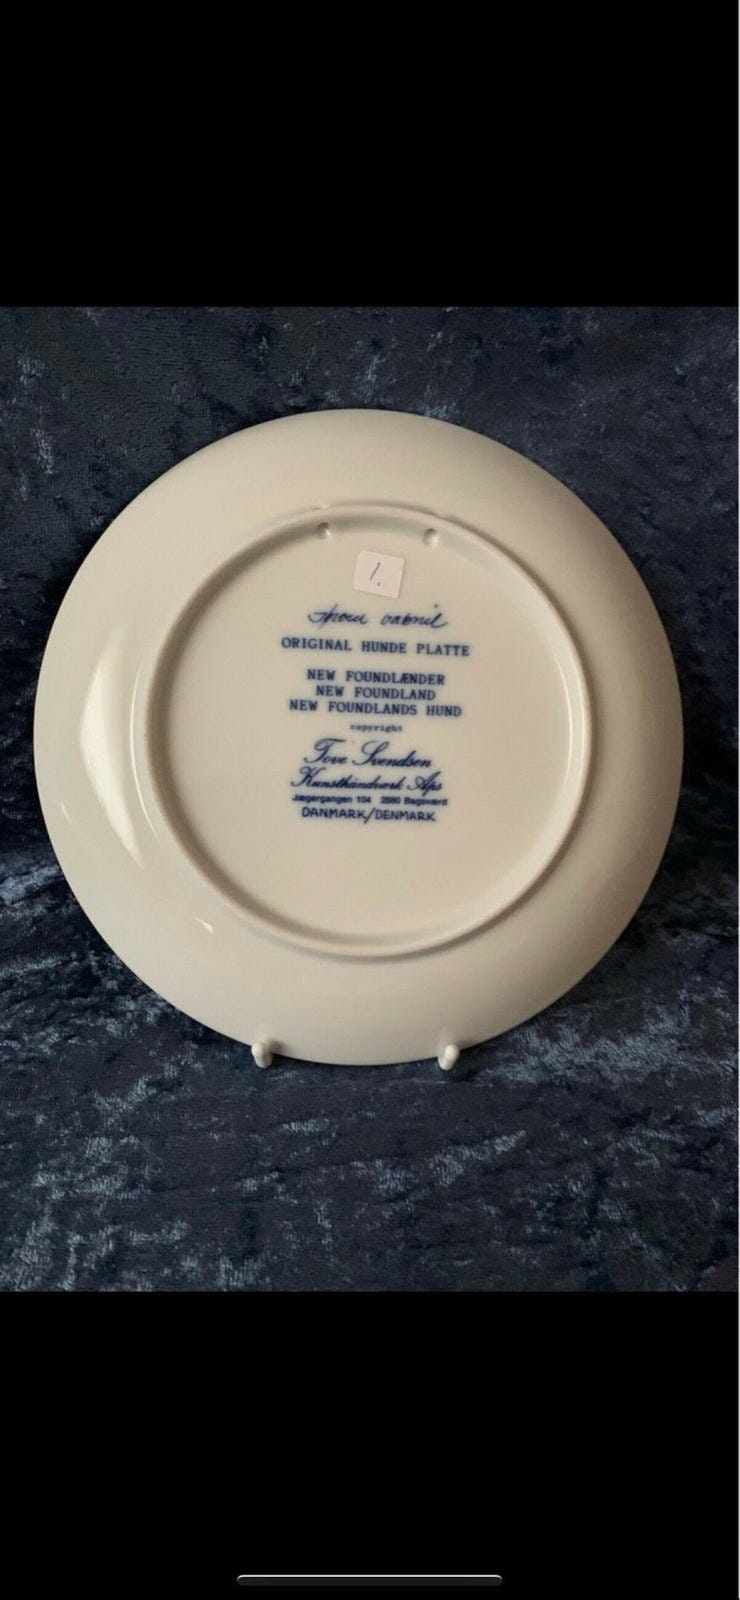 1.
ORIGINAL HUNDE PLATTE
NEW FOUNDLÆNDER
NEW FOUNDLAND
NEW FOUNDLANDS HUND
copyright
Tove Svendsen
Kunsthåndværk Aps
Jægergangen 104 2880 Bagsværd
DANMARK/DENMARK